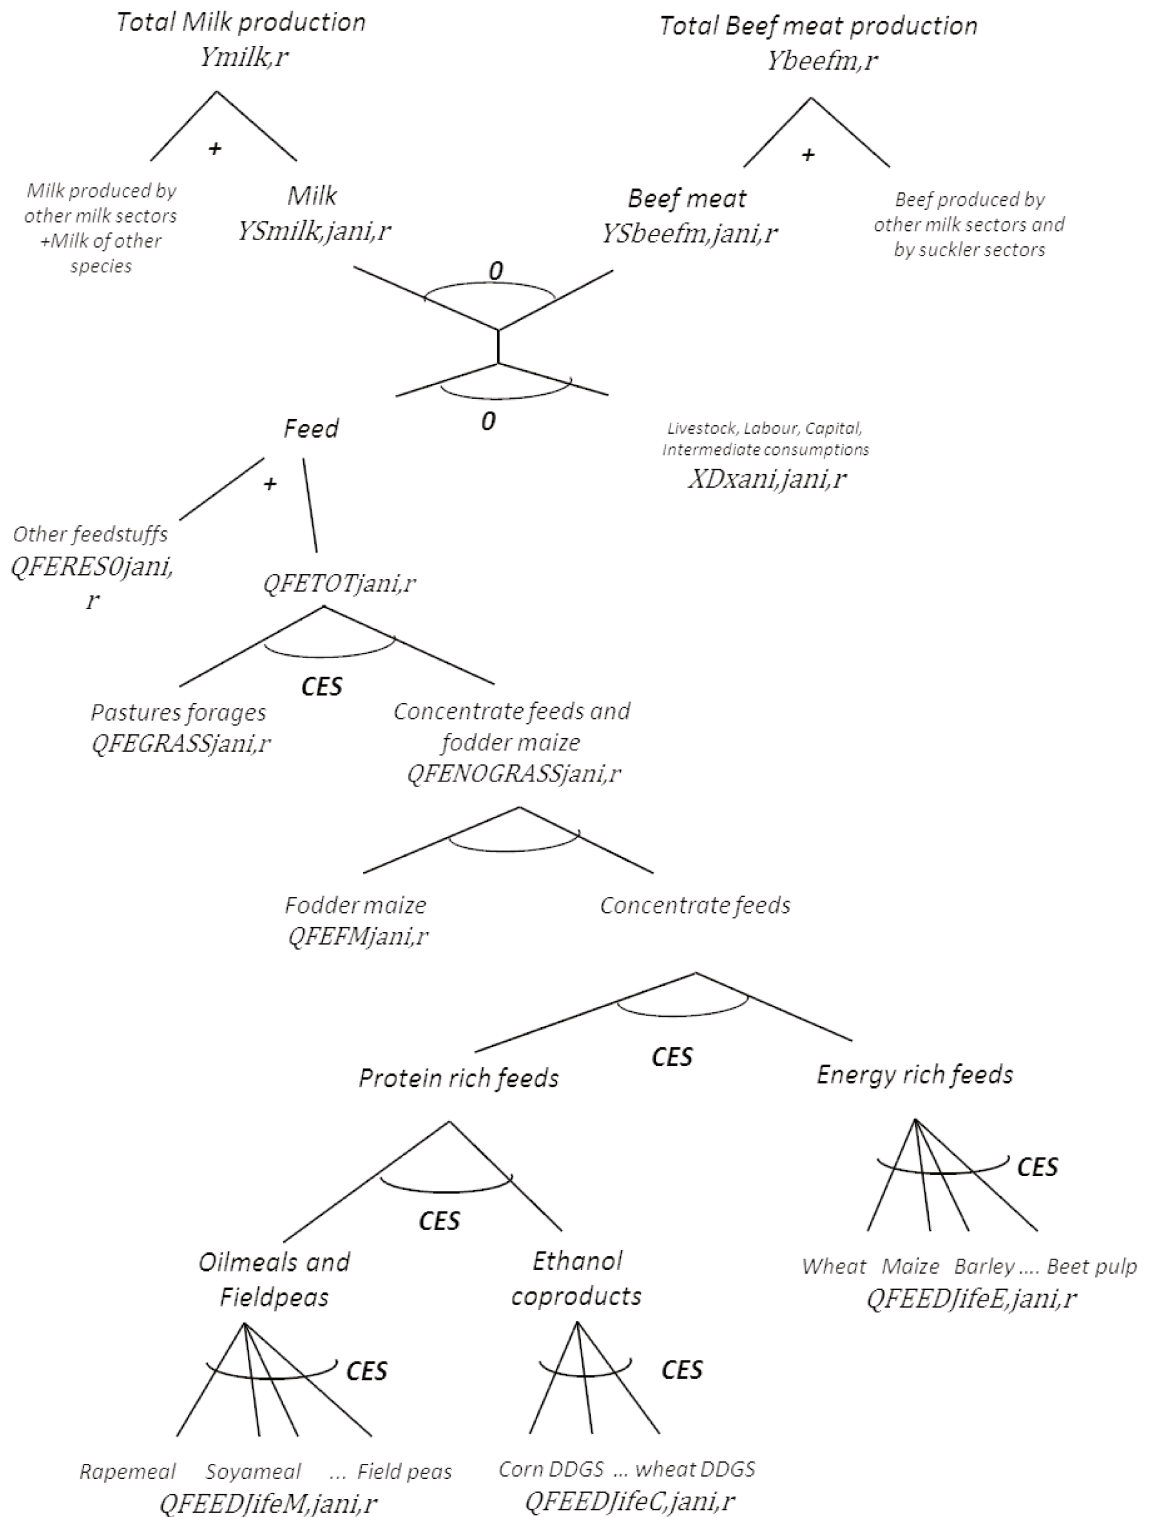 Total Milk production
Ymilk,r
Total Beef meat production
Ybeefm,r
+
+
Milk produced by
other milk sectors
+Milk of other
species
Milk
YSmilk,jani,r
Beef meat
YSbeefm,jani,r
Beef produced by
other milk sectors and
by suckler sectors
0
0
Feed
Livestock, Labour, Capital,
Intermediate consumptions
XDxani,jani,r
+
Other feedstuffs
QFERES0jani,
r
QFETOTjani,r
CES
Pastures forages
QFEGRASSjani,r
Concentrate feeds and
fodder maize
QFENOGRASSjani,r
Fodder maize
QFEFMjani,r
Concentrate feeds
CES
Protein rich feeds
Energy rich feeds
CES
CES
Oilmeals and
Fieldpeas
Ethanol
coproducts
Wheat Maize Barley .... Beet pulp
QFEEDJifeE,jani,r
CES
CES
Rapemeal Soyameal ... Field peas
QFEEDJifeM,jani,r
Corn DDGS ... wheat DDGS
QFEEDJifeC,jani,r